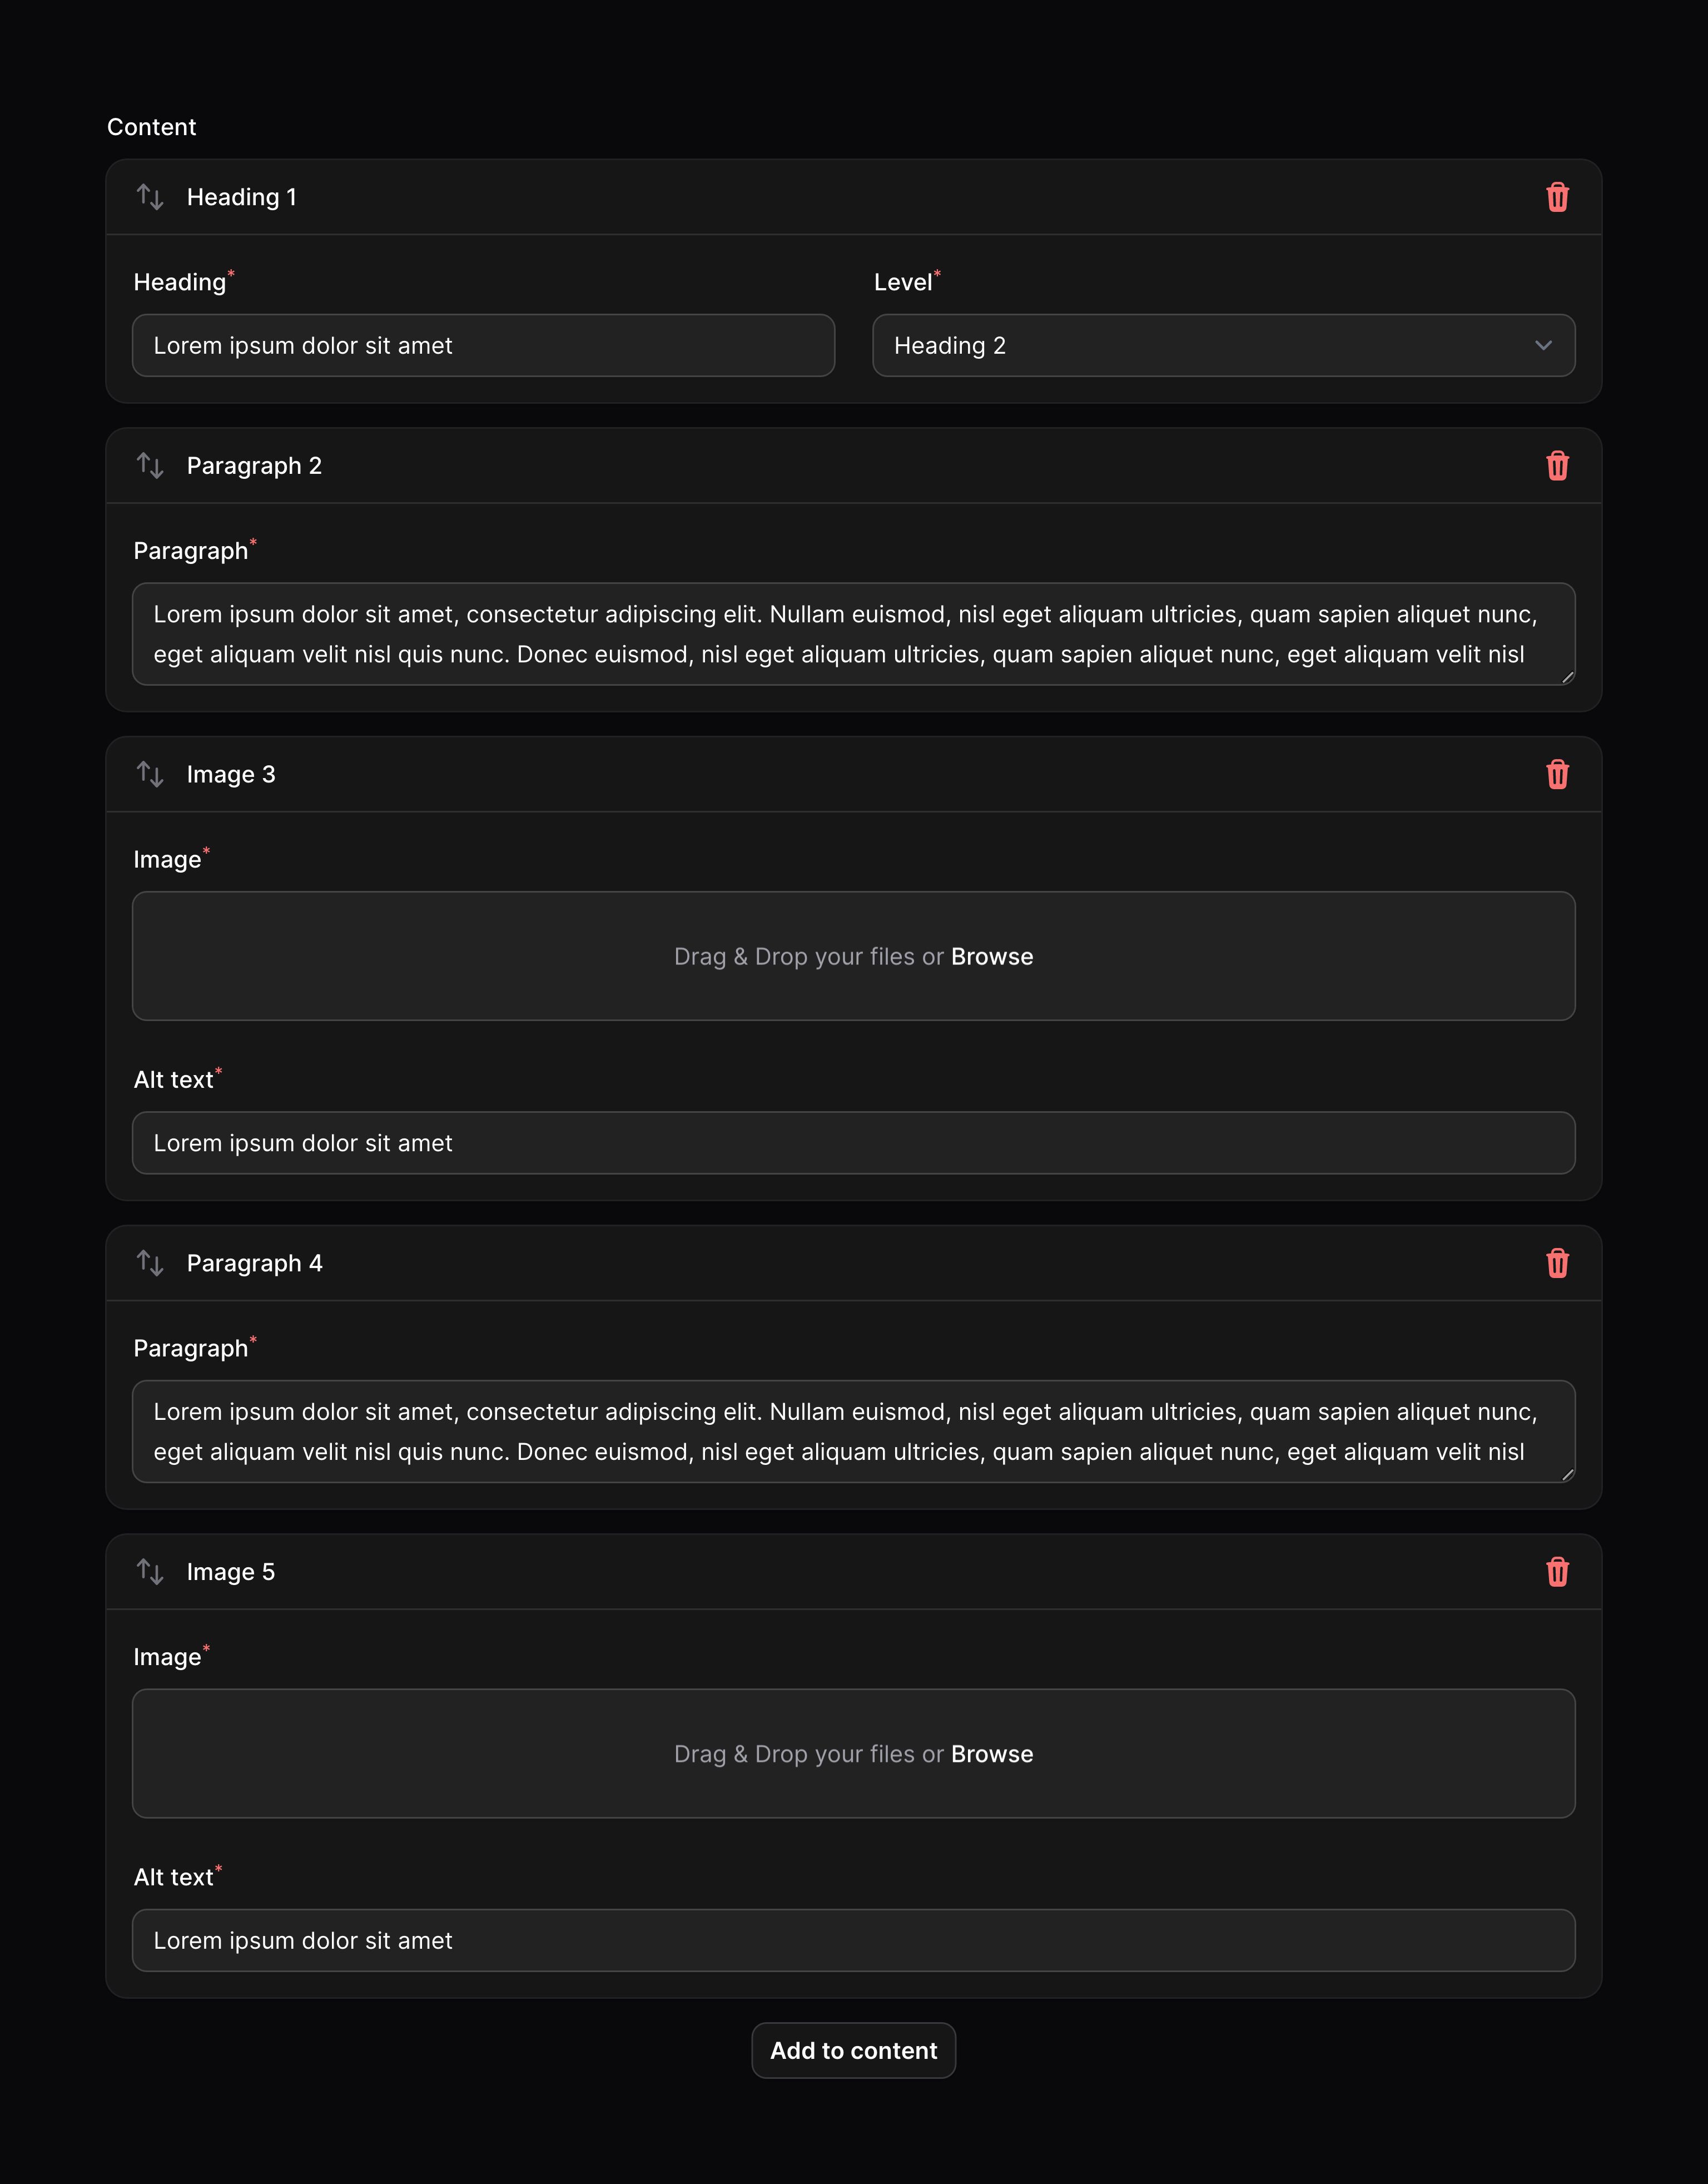 Content
Heading 1
Heading*
Level*
Lorem ipsum dolor sit amet
Heading 2
Paragraph 2
Paragraph*
Lorem ipsum dolor sit amet, consectetur adipiscing elit. Nullam euismod, nisl eget aliquam ultricies, quam sapien aliquet nunc,
eget aliquam velit nisl quis nunc. Donec euismod, nisl eget aliquam ultricies, quam sapien aliquet nunc, eget aliquam velit nisl
Image 3
Image*
Drag & Drop your files or Browse
Alt text*
Lorem ipsum dolor sit amet
Paragraph 4
Paragraph*
Lorem ipsum dolor sit amet, consectetur adipiscing elit. Nullam euismod, nisl eget aliquam ultricies, quam sapien aliquet nunc,
eget aliquam velit nisl quis nunc. Donec euismod, nisl eget aliquam ultricies, quam sapien aliquet nunc, eget aliquam velit nisl
Image 5
Image*
Drag & Drop your files or Browse
Alt text*
Lorem ipsum dolor sit amet
Add to content